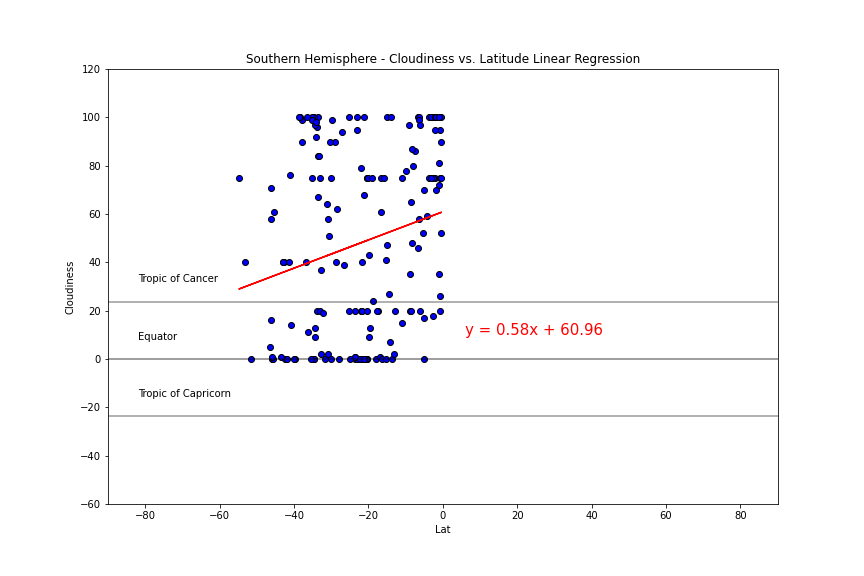 Southern Hemisphere - Cloudiness vs. Latitude Linear Regression
120
100
80
60
40
20
0
−20
−40
−60
Cloudiness
Tropic of Cancer
Equator
Tropic of Capricorn
y = 0.58x + 60.96
−80 −60 −40 −20 0 20 40 60 80
Lat